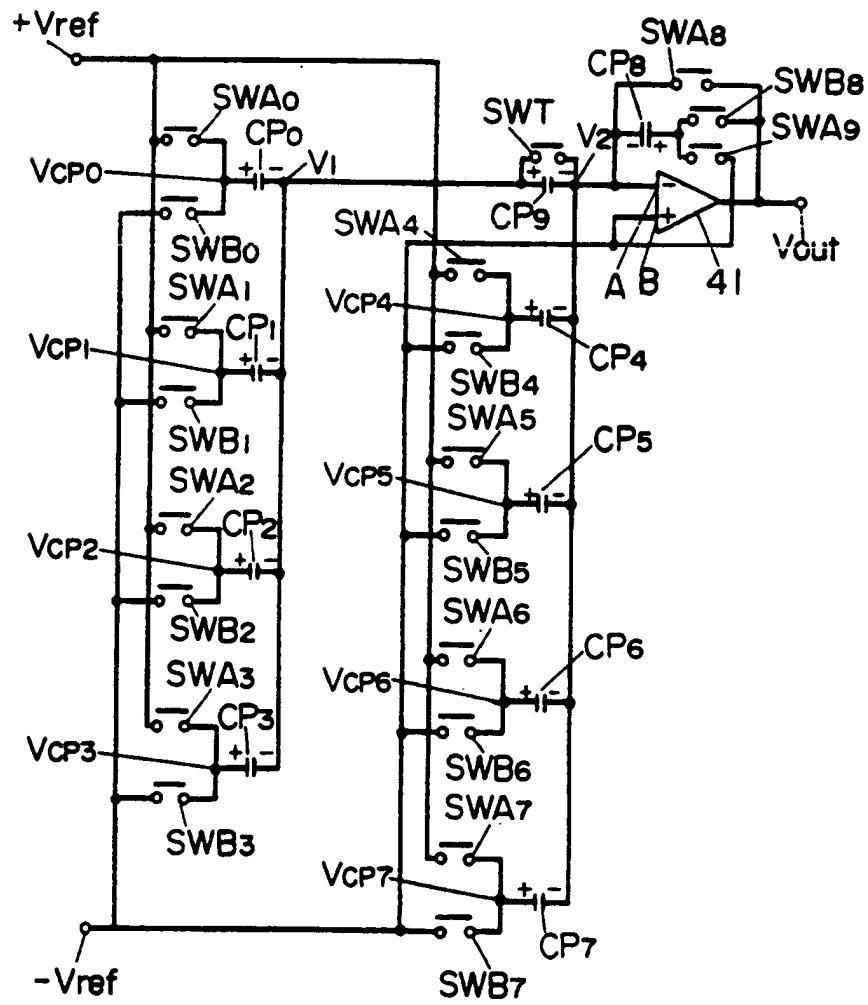 +Vref
SWA8
CP8
SWB8
SWA9
SWA0
CP0
SWT
V2
VCP0
V1
+ -
- +
+ -
CP9
-
+
SWB0
SWA4
A
B
41
Vout
SWA1
CP1
VCP4
+ -
CP4
VCP1
+ -
SWB4
SWB1
SWA5
CP5
SWA2
CP2
VCP5
+ -
VCP2
+ -
SWB5
SWB2
SWA6
CP6
SWA3
CP3
VCP6
+ -
VCP3
+ -
SWB6
SWB3
SWA7
VCP7
+ -
CP7
-Vref
SWB7